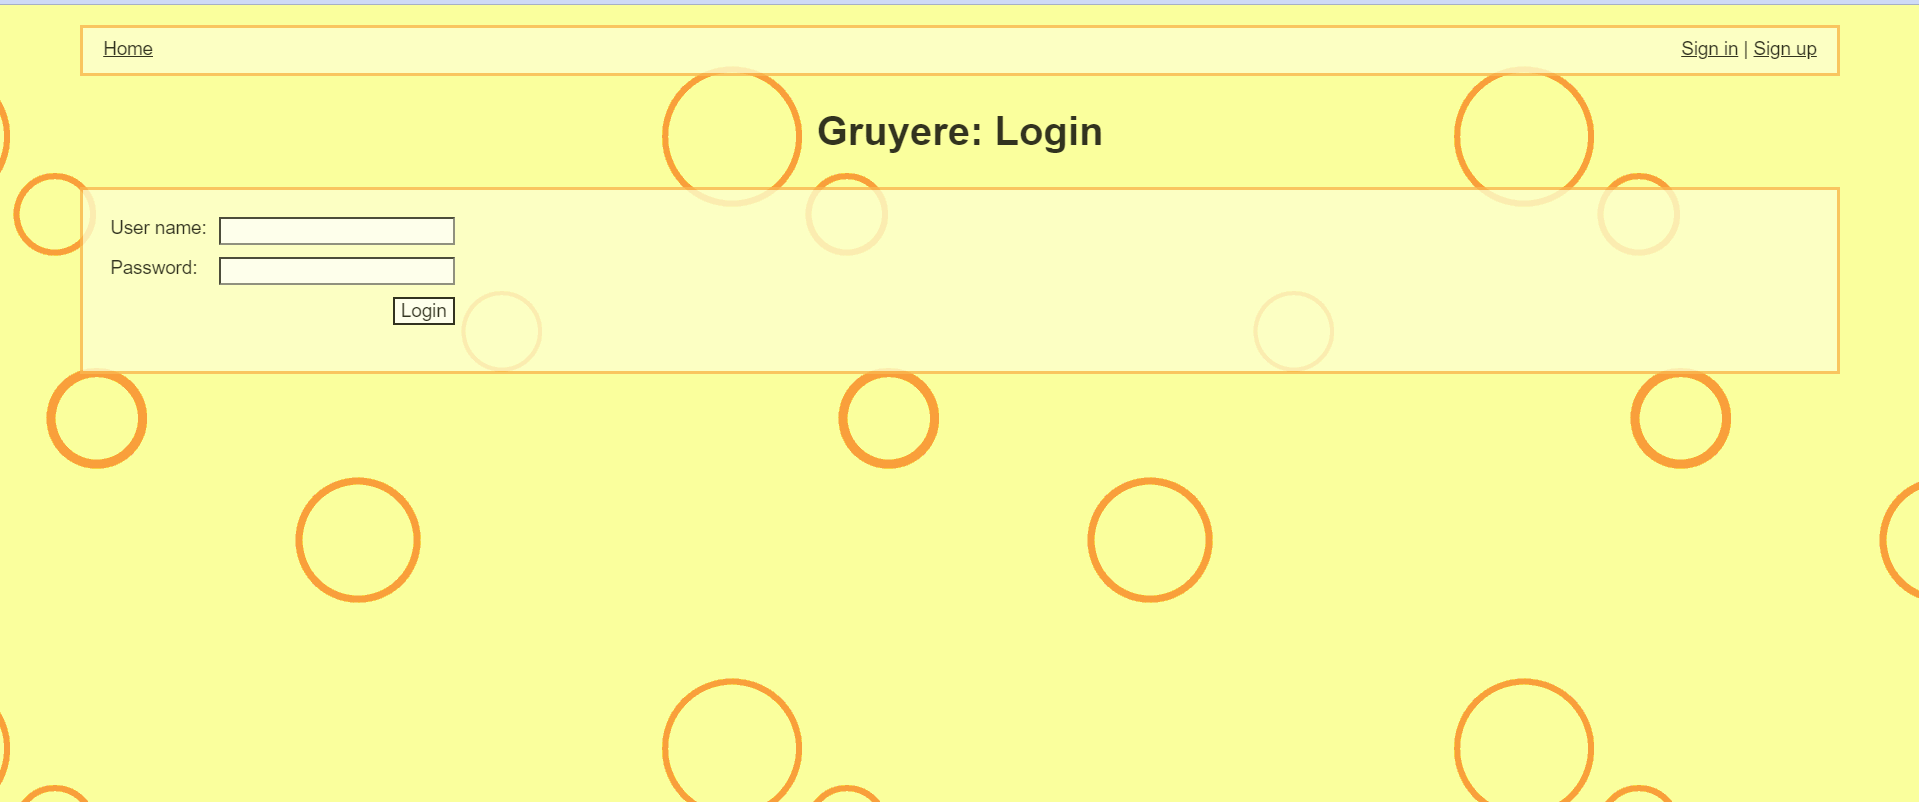 Home Sign in | Sign up
Gruyere: Login
User name:
Password:
Login